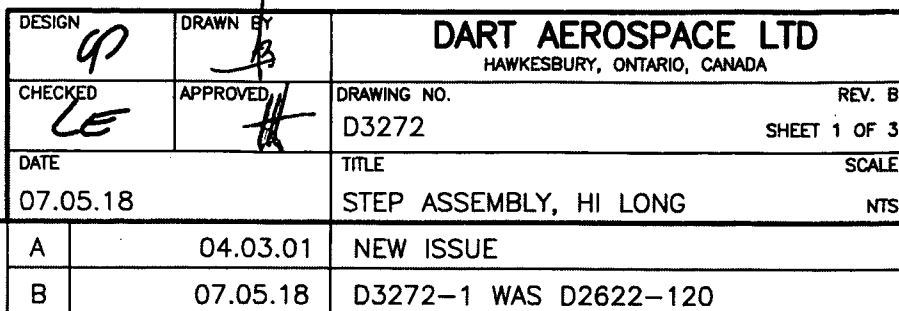 DESIGN
DRAWN BY
DART AEROSPACE LTD
HAWKESBURY, ONTARIO, CANADA
CHECKED
LE
APPROVED
DRAWING NO.
REV. B
D3272
SHEET 1 OF 3
DATE
TITLE
SCALE
07.05.18
STEP ASSEMBLY, HI LONG
NTS
A 04.03.01 NEW ISSUE
B 07.05.18 D3272-1 WAS D2622-120